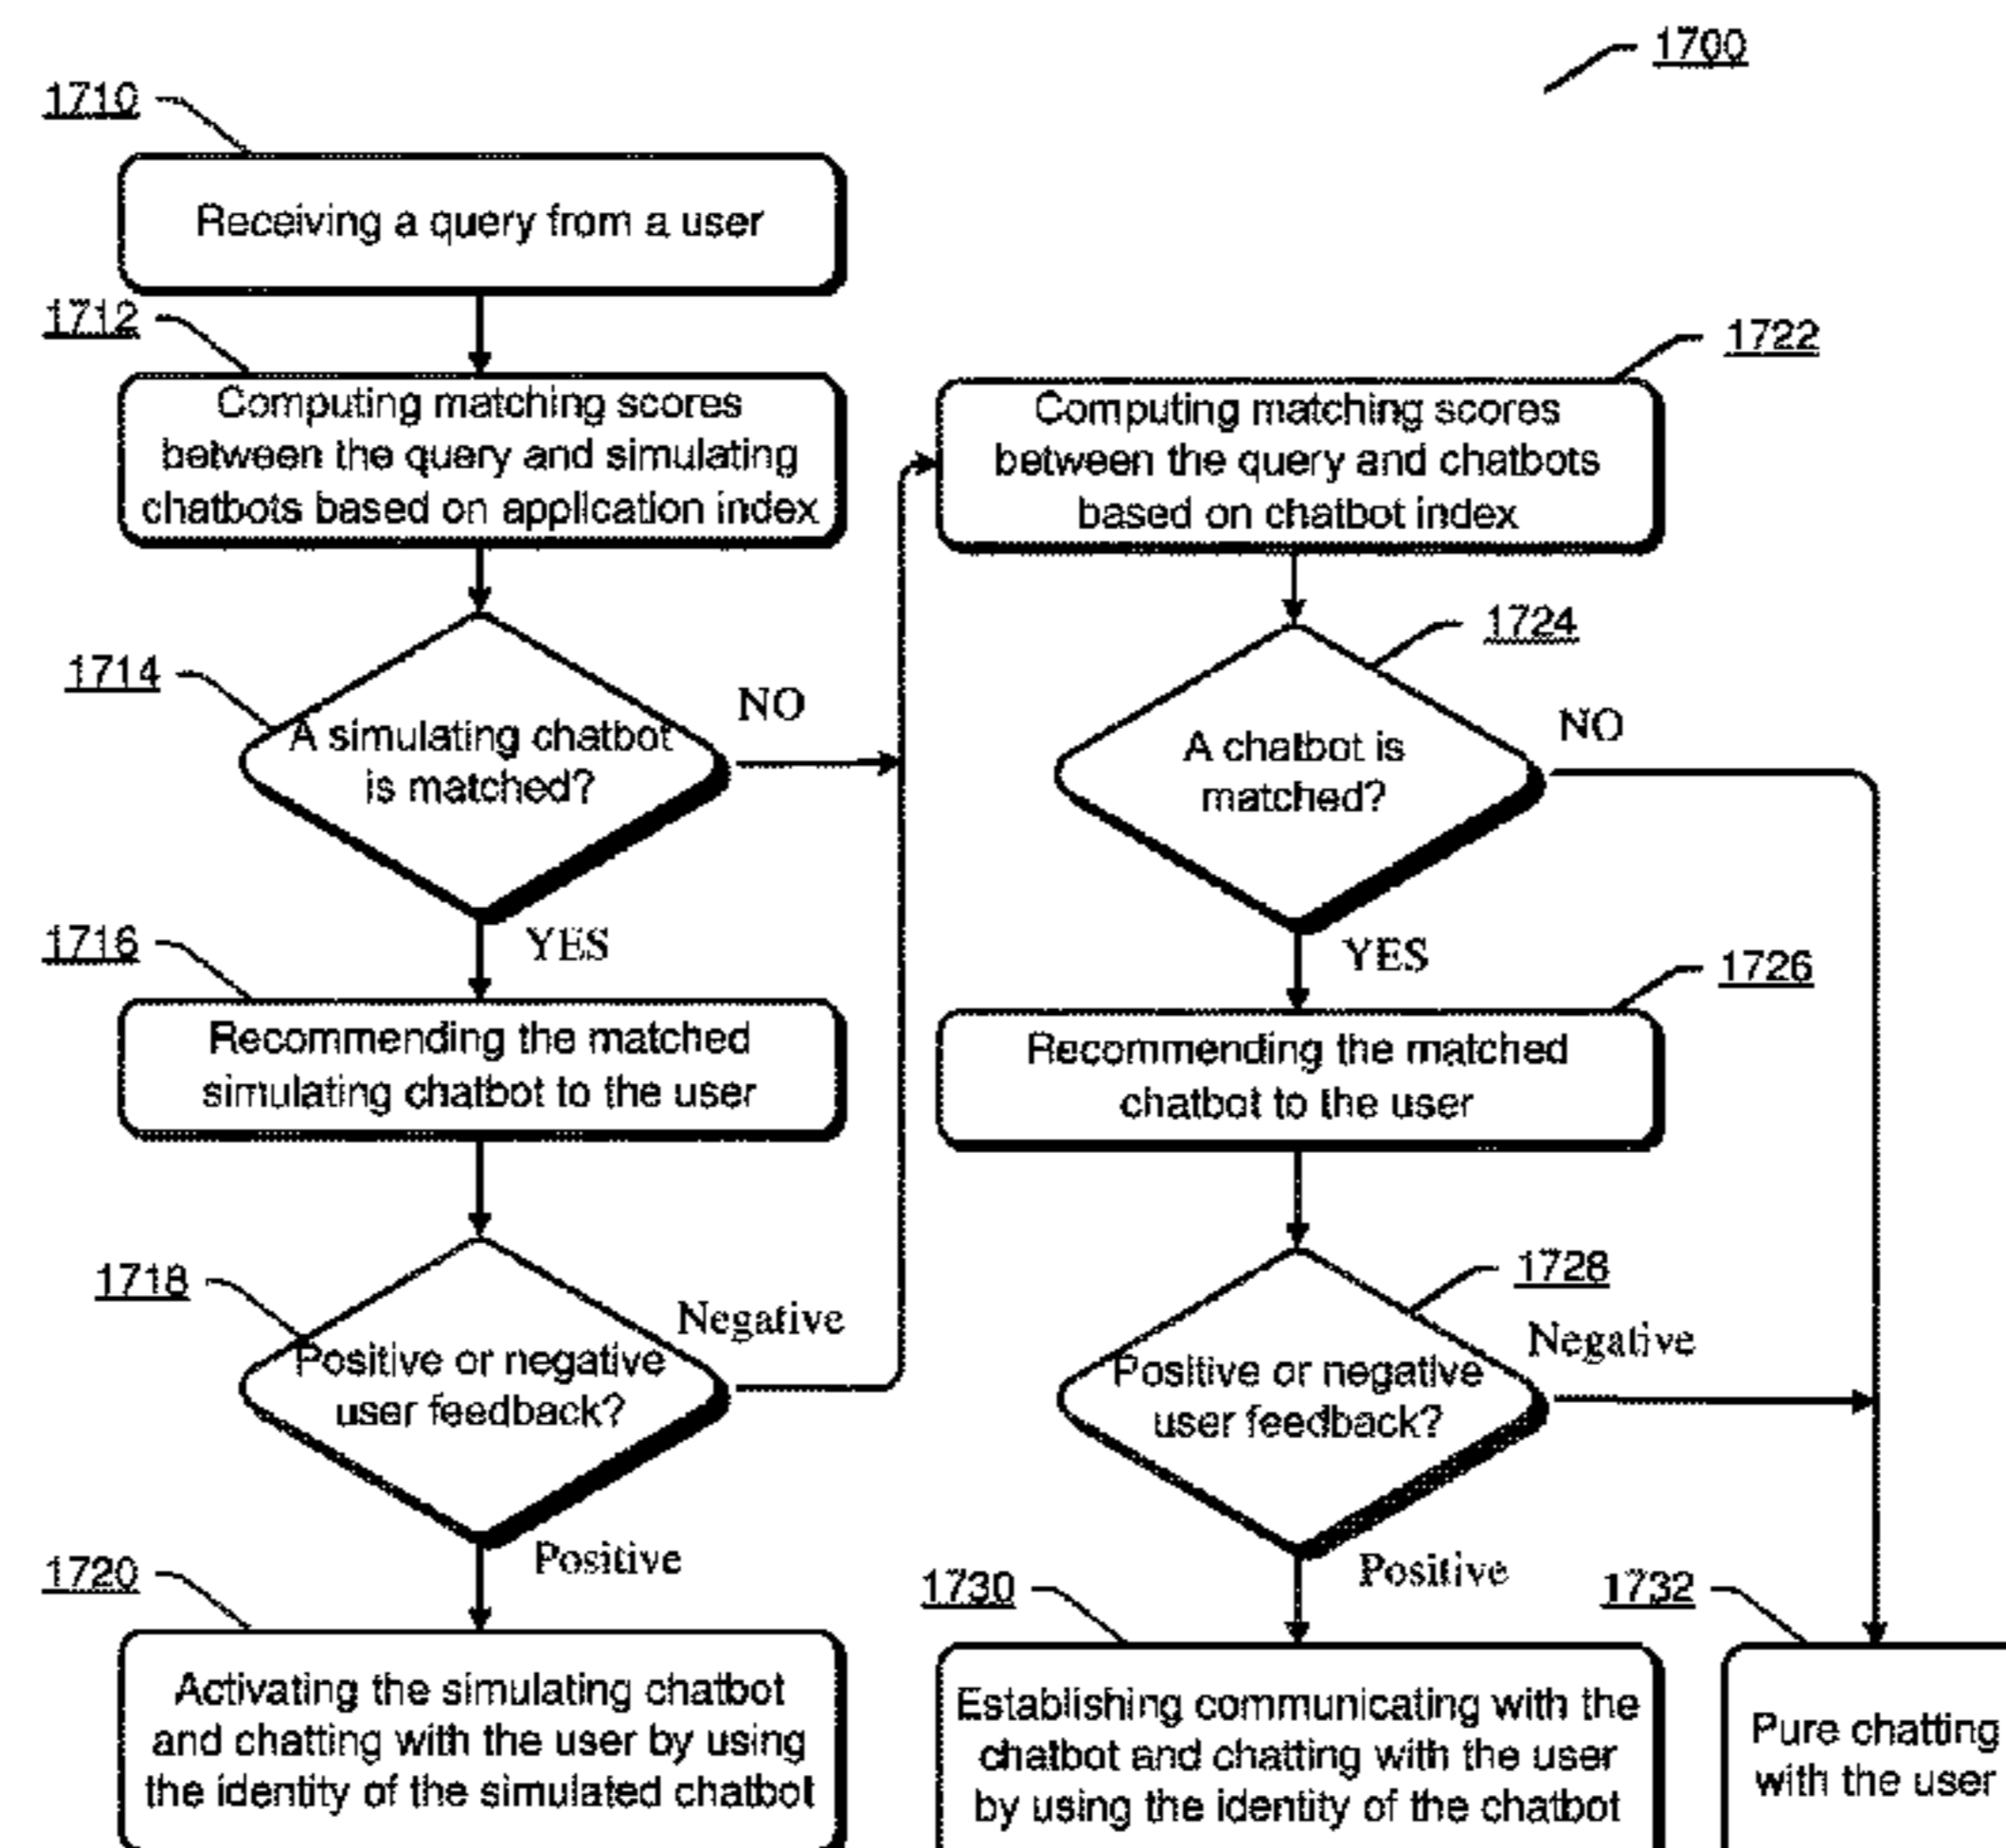 1700
1710
Receiving a query from a user
1712
Computing matching scores
between the query and simulating
chatbots based on application index
1714
A simulating chatbot
is matched?
NO
YES
1716
Recommending the matched
simulating chatbot to the user
1718
Positive or negative
user feedback?
Negative
Positive
1720
Activating the simulating chatbot
and chatting with the user by using
the identity of the simulated chatbot
1722
Computing matching scores
between the query and chatbots
based on chatbot index
1724
A chatbot is
matched?
NO
YES
1726
Recommending the matched
chatbot to the user
1728
Positive or negative
user feedback?
Negative
Positive
1730
Establishing communicating with the
chatbot and chatting with the user
by using the identity of the chatbot
1732
Pure chatting
with the user